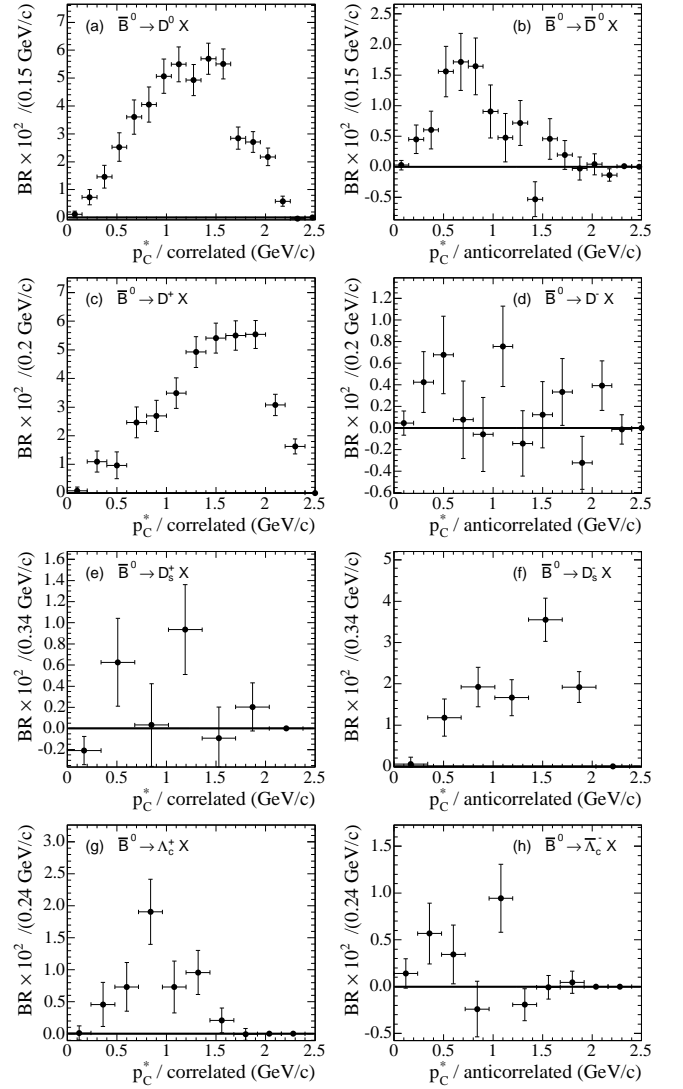 (a) B̅⁰ → D⁰ X
BR × 10² /(0.15 GeV/c)
7
6
5
4
3
2
1
0
0 0.5 1 1.5 2 2.5
p*_C / correlated (GeV/c)
(b) B̅⁰ → D̅⁰ X
BR × 10² /(0.15 GeV/c)
2.5
2.0
1.5
1.0
0.5
0.0
-0.5
0 0.5 1 1.5 2 2.5
p*_C / anticorrelated (GeV/c)
(c) B̅⁰ → D⁺ X
BR × 10² /(0.2 GeV/c)
7
6
5
4
3
2
1
0
0 0.5 1 1.5 2 2.5
p*_C / correlated (GeV/c)
(d) B̅⁰ → D⁻ X
BR × 10² /(0.2 GeV/c)
1.2
1.0
0.8
0.6
0.4
0.2
0.0
-0.2
-0.4
-0.6
0 0.5 1 1.5 2 2.5
p*_C / anticorrelated (GeV/c)
(e) B̅⁰ → D_s⁺ X
BR × 10² /(0.34 GeV/c)
1.6
1.4
1.2
1.0
0.8
0.6
0.4
0.2
0.0
-0.2
0 0.5 1 1.5 2 2.5
p*_C / correlated (GeV/c)
(f) B̅⁰ → D_s⁻ X
BR × 10² /(0.34 GeV/c)
5
4
3
2
1
0
0 0.5 1 1.5 2 2.5
p*_C / anticorrelated (GeV/c)
(g) B̅⁰ → Λ_c⁺ X
BR × 10² /(0.24 GeV/c)
3.0
2.5
2.0
1.5
1.0
0.5
0.0
0 0.5 1 1.5 2 2.5
p*_C / correlated (GeV/c)
(h) B̅⁰ → Λ̅_c⁻ X
BR × 10² /(0.24 GeV/c)
1.5
1.0
0.5
0.0
-0.5
0 0.5 1 1.5 2 2.5
p*_C / anticorrelated (GeV/c)